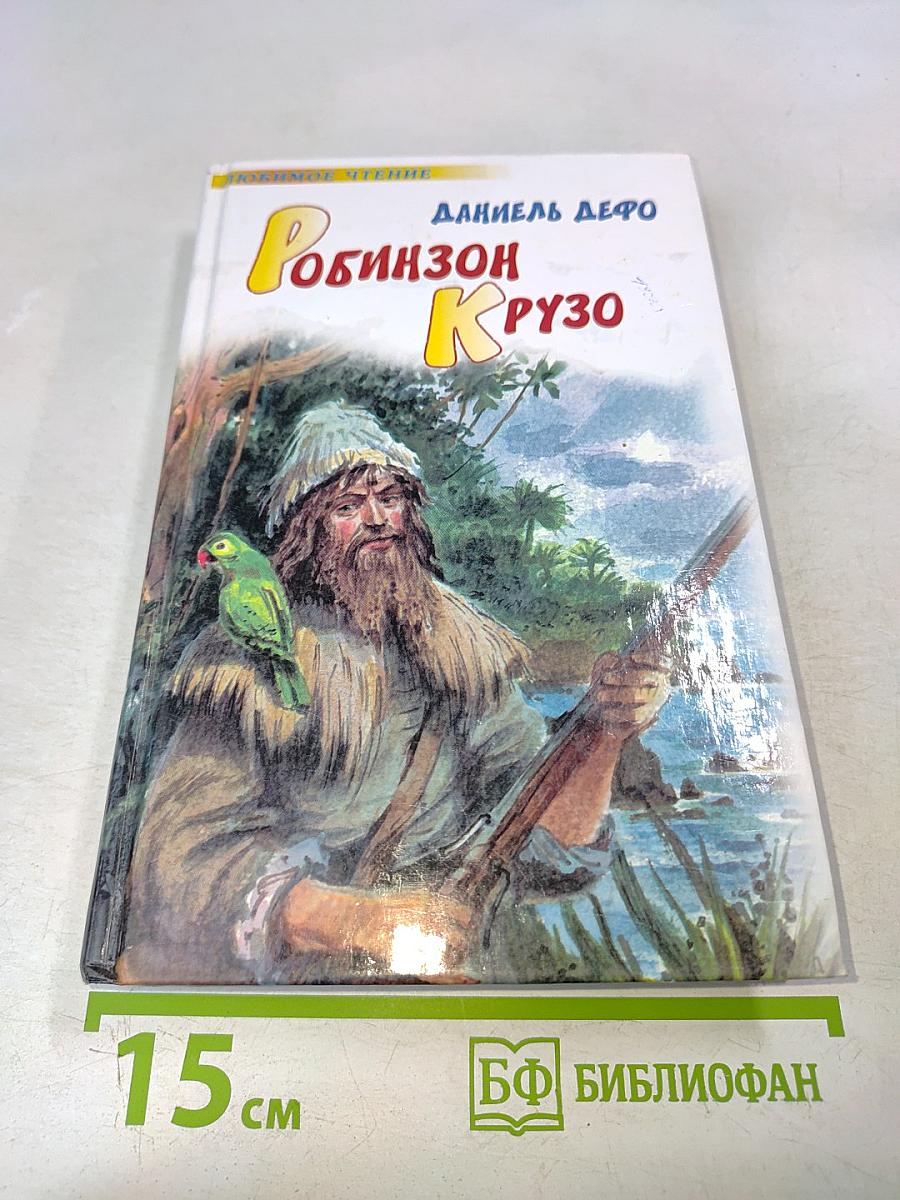 ЛЮБИМОЕ ЧТЕНИЕ
ДАНИЕЛЬ ДЕФО
РОБИНЗОН
КРУЗО
15 см
БФ БИБЛИОФАН